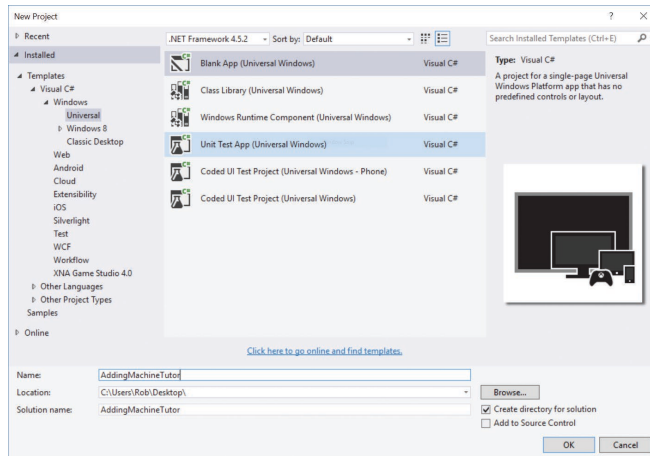 New Project
? X
Recent
.NET Framework 4.5.2 Sort by: Default
Search Installed Templates (Ctrl+E)
Installed
Templates
Visual C#
Windows
Universal
Windows 8
Classic Desktop
Web
Android
Cloud
Extensibility
iOS
Silverlight
Test
WCF
Workflow
XNA Game Studio 4.0
Other Languages
Other Project Types
Samples
Online
Blank App (Universal Windows) Visual C#
Class Library (Universal Windows) Visual C#
Windows Runtime Component (Universal Windows) Visual C#
Unit Test App (Universal Windows) Visual C#
Coded UI Test Project (Universal Windows - Phone) Visual C#
Coded UI Test Project (Universal Windows) Visual C#
Click here to go online and find templates.
Type: Visual C#
A project for a single-page Universal
Windows Platform app that has no
predefined controls or layout.
Name: AddingMachineTutor
Location: C:\Users\Rob\Desktop\ Browse...
Solution name: AddingMachineTutor
Create directory for solution
Add to Source Control
OK Cancel